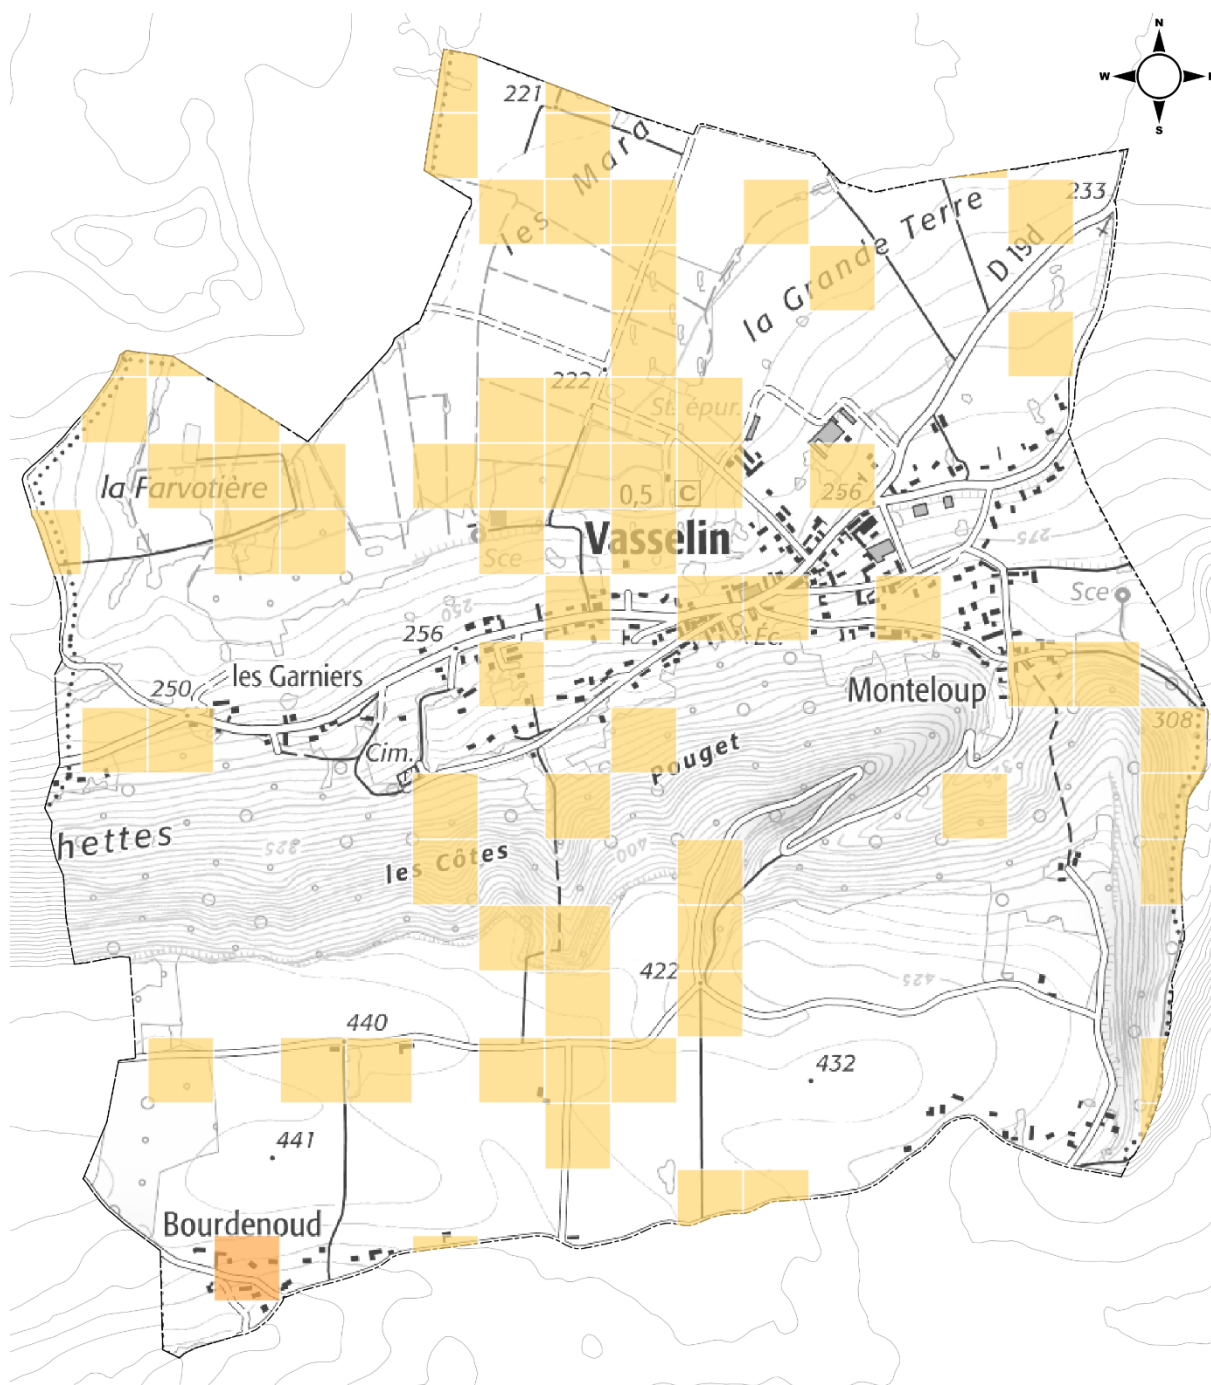 N
W
S
221
les Mara
233
la Grande Terre
D 19d
222
St. épur.
la Farvotière
0,5 C
256
Vasselin
Sce
275
250
Sce
256
Éc.
les Garniers
250
Monteloup
308
Cim.
Pouget
hettes
325
les Côtes
400
422
425
440
432
441
Bourdenoud